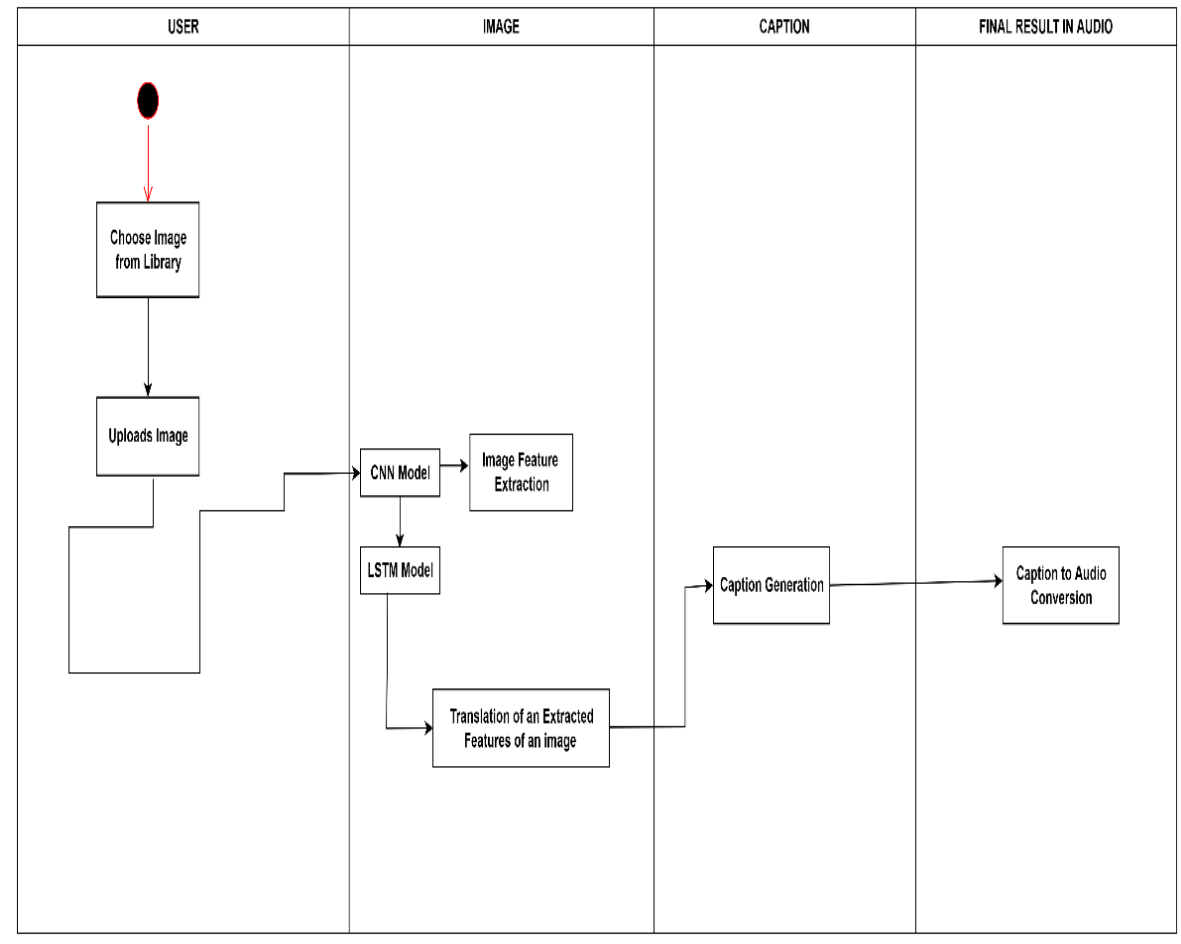 USER
IMAGE
CAPTION
FINAL RESULT IN AUDIO
Choose Image
from Library
Uploads Image
CNN Model
Image Feature
Extraction
LSTM Model
Translation of an Extracted
Features of an image
Caption Generation
Caption to Audio
Conversion